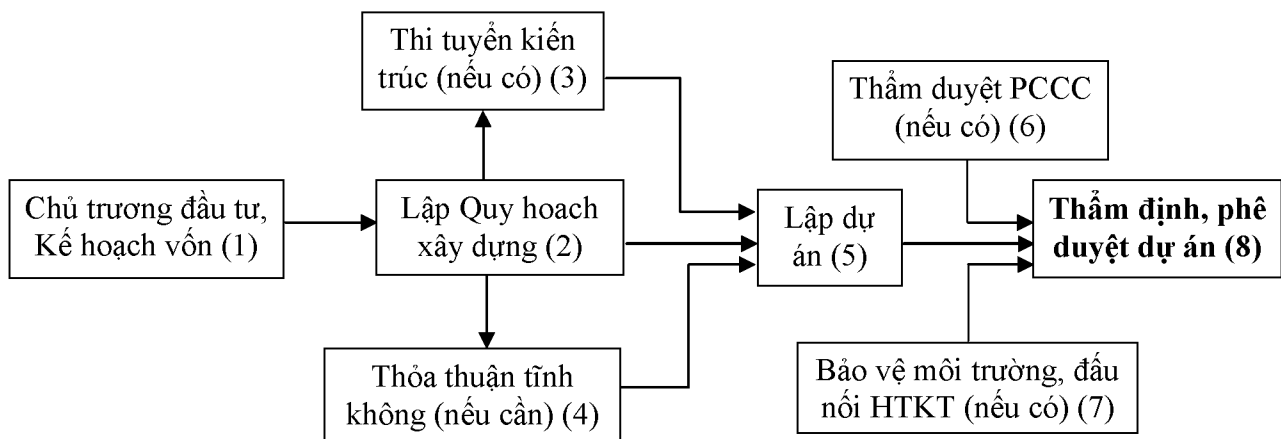 Thi tuyển kiến
trúc (nếu có) (3)
Thẩm duyệt PCCC
(nếu có) (6)
Chủ trương đầu tư,
Kế hoạch vốn (1)
Lập Quy hoach
xây dựng (2)
Lập dự
án (5)
Thẩm định, phê
duyệt dự án (8)
Thỏa thuận tĩnh
không (nếu cần) (4)
Bảo vệ môi trường, đấu
nối HTKT (nếu có) (7)